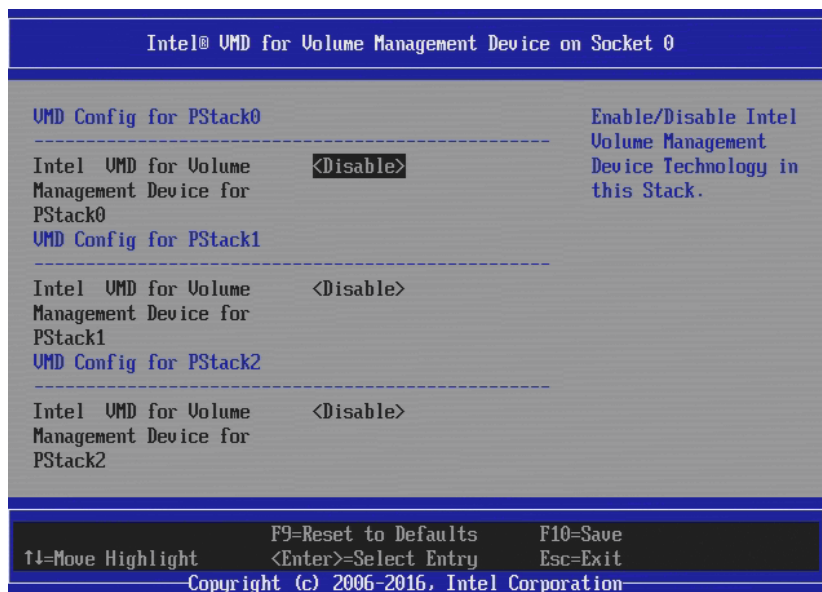 Intel® VMD for Volume Management Device on Socket 0
VMD Config for PStack0
Enable/Disable Intel
Volume Management
Device Technology in
this Stack.
--------------------------------------------------
Intel VMD for Volume <Disable>
Management Device for
PStack0
VMD Config for PStack1
--------------------------------------------------
Intel VMD for Volume <Disable>
Management Device for
PStack1
VMD Config for PStack2
--------------------------------------------------
Intel VMD for Volume <Disable>
Management Device for
PStack2
F9=Reset to Defaults F10=Save
↑↓=Move Highlight <Enter>=Select Entry Esc=Exit
Copyright (c) 2006-2016, Intel Corporation